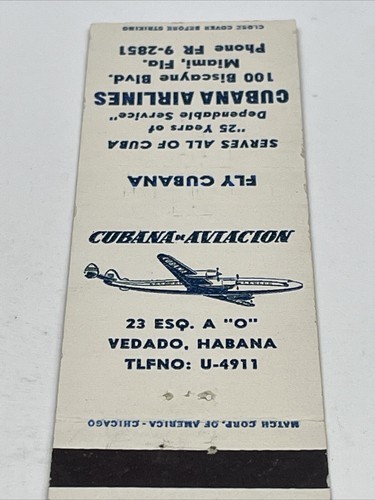 CLOSE COVER BEFORE STRIKING
Phone FR 9-2851
Miami, Fla.
100 Biscayne Blvd.
CUBANA AIRLINES
Dependable Service"
"25 Years of
SERVES ALL OF CUBA
FLY CUBANA
CUBANA DE AVIACION
CUBANA
23 ESQ. A "O"
VEDADO, HABANA
TLFNO: U-4911
MATCH CORP. OF AMERICA - CHICAGO